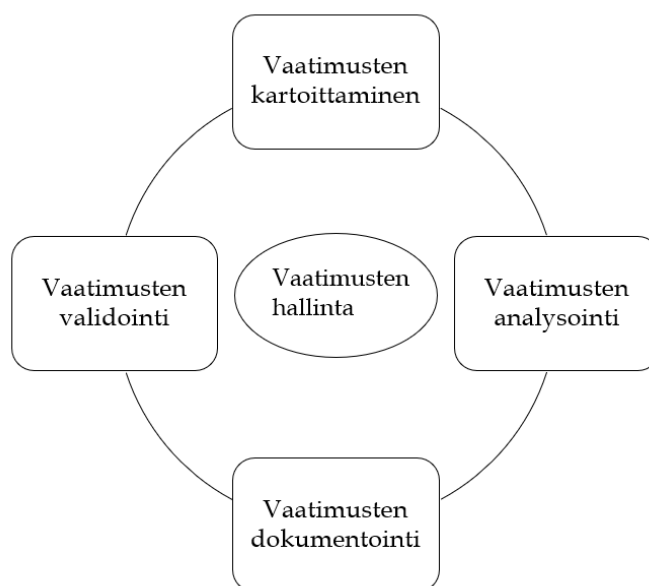 Vaatimusten
kartoittaminen
Vaatimusten
validointi
Vaatimusten
hallinta
Vaatimusten
analysointi
Vaatimusten
dokumentointi